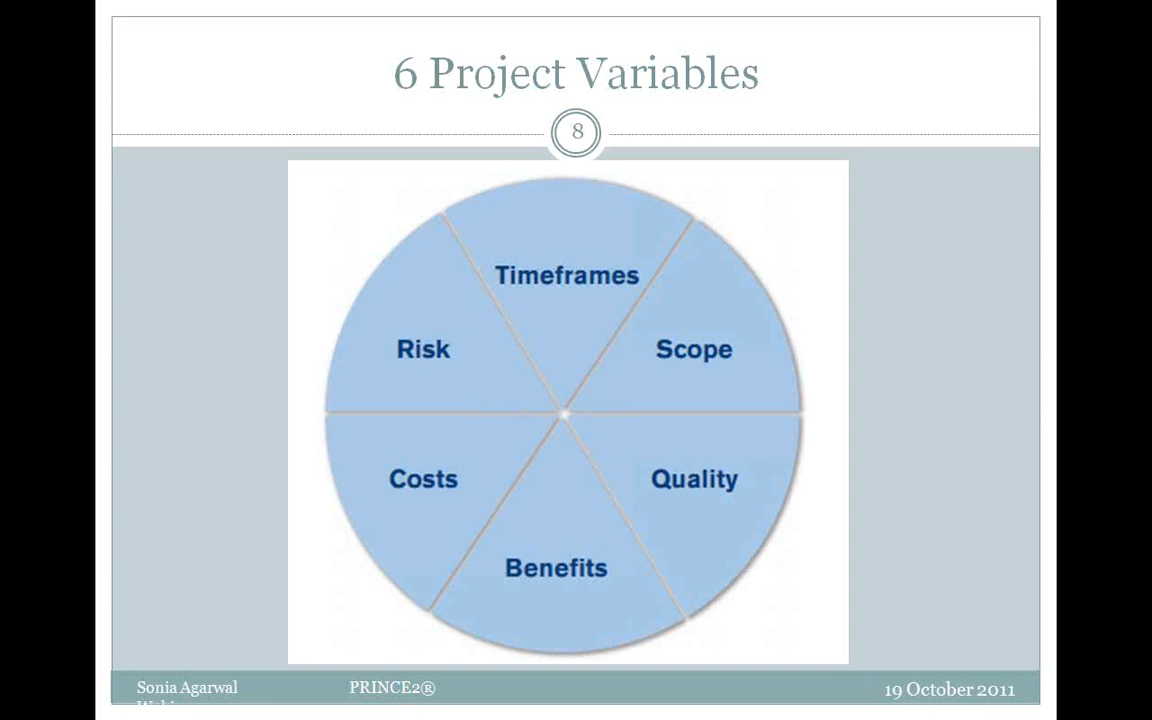 6 Project Variables
8
Timeframes
Risk
Scope
Costs
Quality
Benefits
Sonia Agarwal
PRINCE2®
19 October 2011